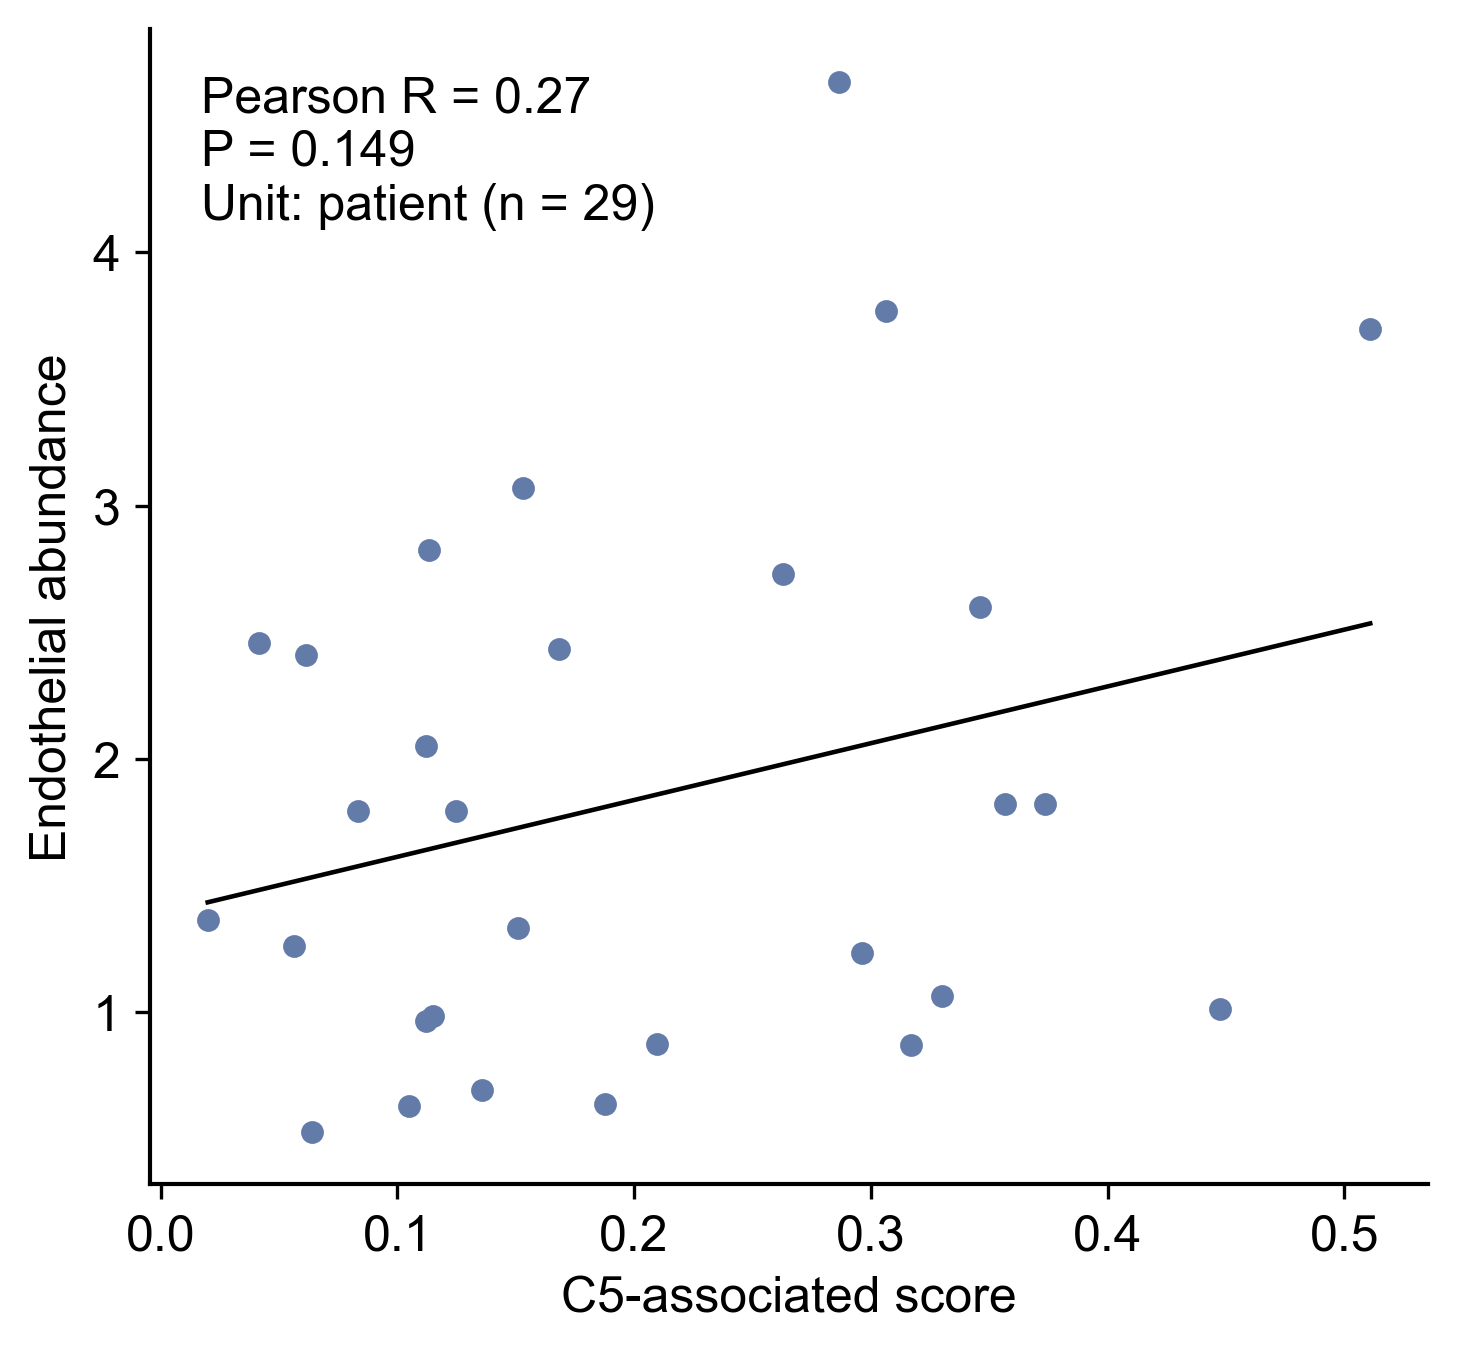 Pearson R = 0.27
P = 0.149
Unit: patient (n = 29)
4
3
2
1
Endothelial abundance
0.0 0.1 0.2 0.3 0.4 0.5
C5-associated score